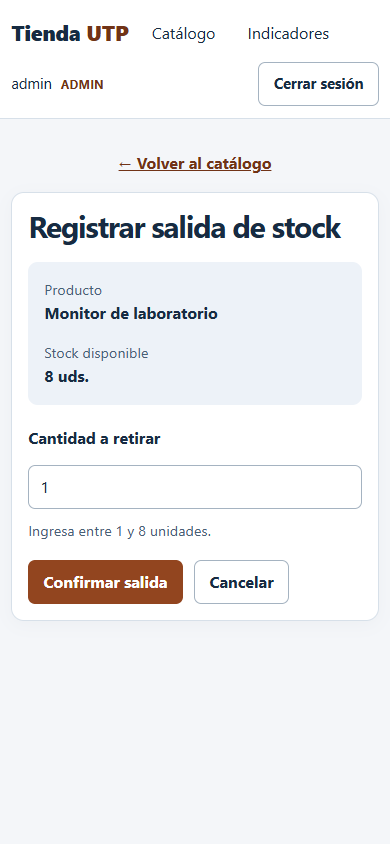 Tienda UTP Catálogo Indicadores
admin ADMIN Cerrar sesión
← Volver al catálogo
Registrar salida de stock
Producto
Monitor de laboratorio
Stock disponible
8 uds.
Cantidad a retirar
1
Ingresa entre 1 y 8 unidades.
Confirmar salida Cancelar